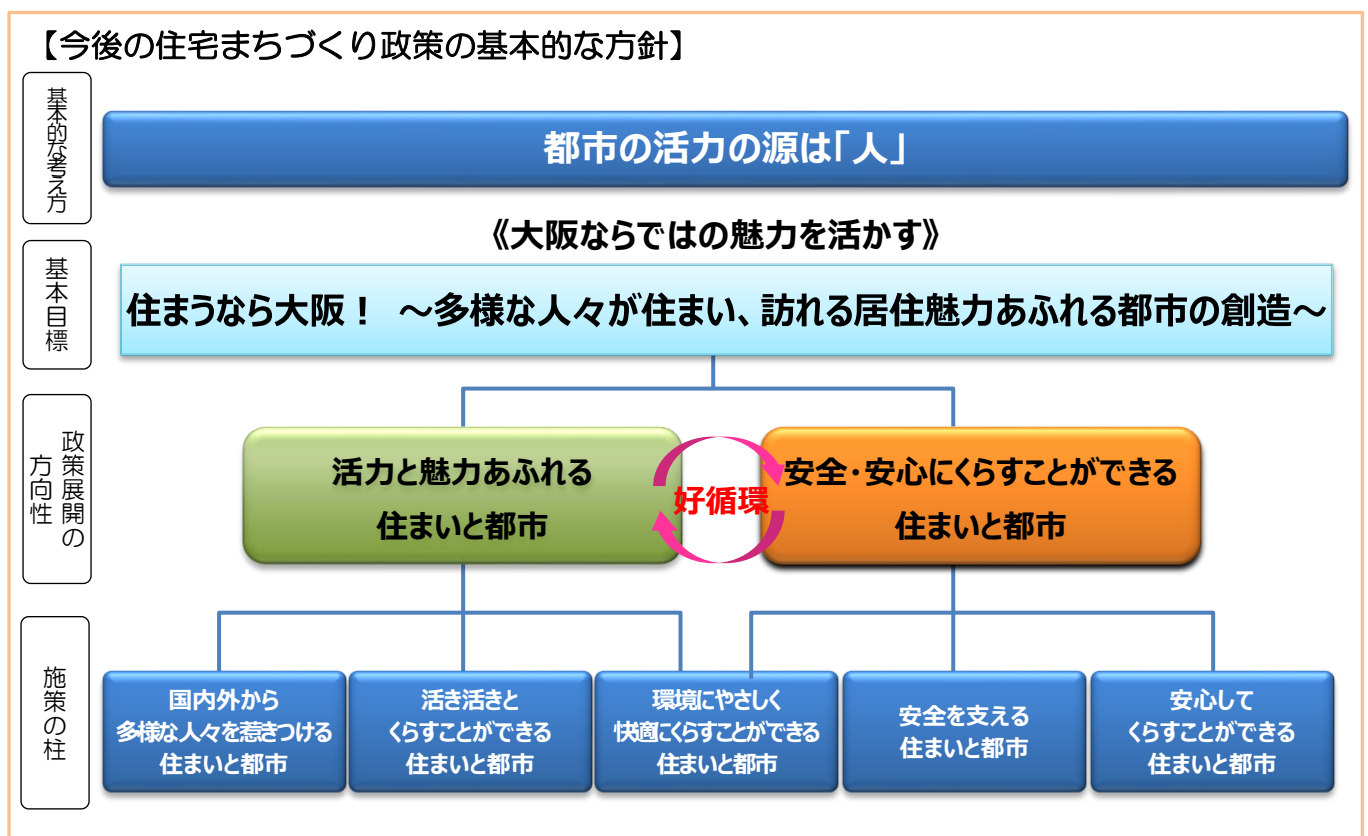 【今後の住宅まちづくり政策の基本的な方針】
基本的な考え方
都市の活力の源は「人」
《大阪ならではの魅力を活かす》
基本目標
住まうなら大阪！ ～多様な人々が住まい、訪れる居住魅力あふれる都市の創造～
政策展開の
方向性
活力と魅力あふれる
住まいと都市
好循環
安全・安心にくらすことができる
住まいと都市
施策の柱
国内外から
多様な人々を惹きつける
住まいと都市
活き活きと
くらすことができる
住まいと都市
環境にやさしく
快適にくらすことができる
住まいと都市
安全を支える
住まいと都市
安心して
くらすことができる
住まいと都市